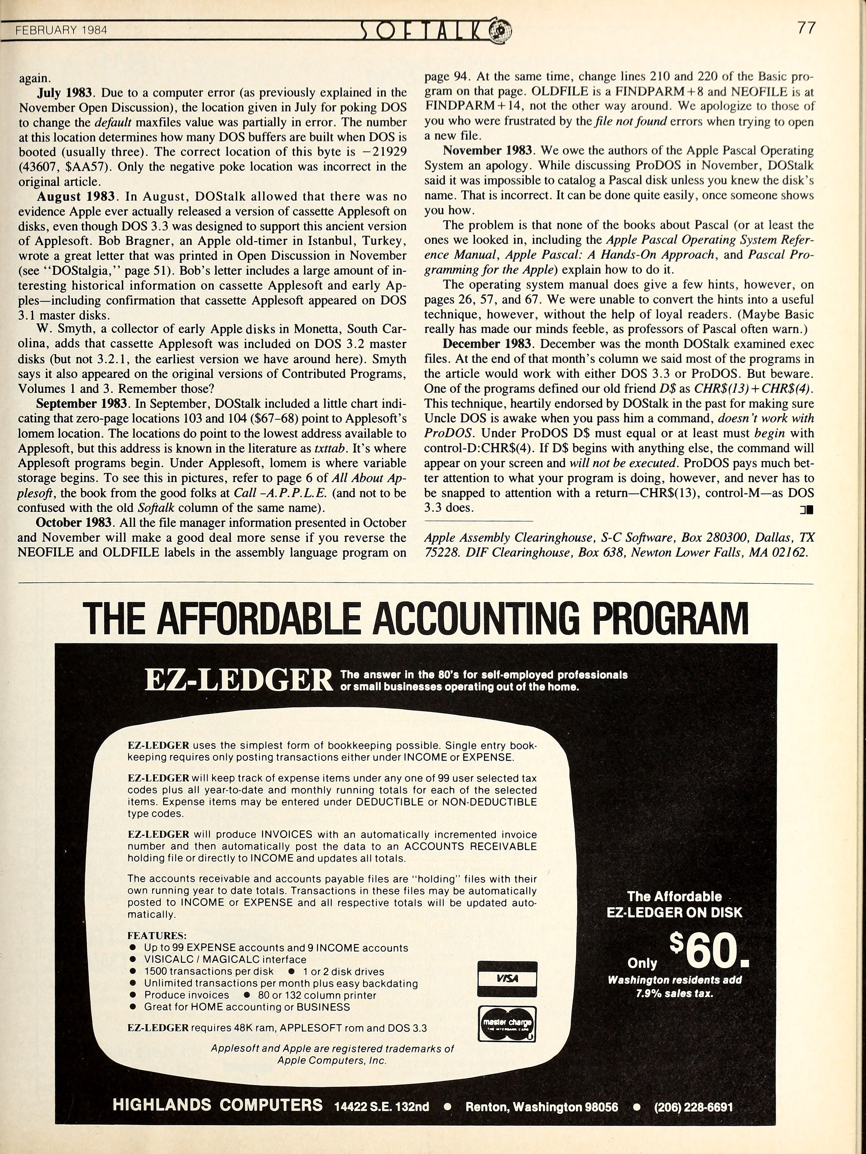 FEBRUARY 1984
SOFTALK
77
again.
July 1983. Due to a computer error (as previously explained in the
November Open Discussion), the location given in July for poking DOS
to change the default maxfiles value was partially in error. The number
at this location determines how many DOS buffers are built when DOS is
booted (usually three). The correct location of this byte is −21929
(43607, $AA57). Only the negative poke location was incorrect in the
original article.
August 1983. In August, DOStalk allowed that there was no
evidence Apple ever actually released a version of cassette Applesoft on
disks, even though DOS 3.3 was designed to support this ancient version
of Applesoft. Bob Bragner, an Apple old-timer in Istanbul, Turkey,
wrote a great letter that was printed in Open Discussion in November
(see "DOStalgia," page 51). Bob's letter includes a large amount of in-
teresting historical information on cassette Applesoft and early Ap-
ples—including confirmation that cassette Applesoft appeared on DOS
3.1 master disks.
W. Smyth, a collector of early Apple disks in Monetta, South Car-
olina, adds that cassette Applesoft was included on DOS 3.2 master
disks (but not 3.2.1, the earliest version we have around here). Smyth
says it also appeared on the original versions of Contributed Programs,
Volumes 1 and 3. Remember those?
September 1983. In September, DOStalk included a little chart indi-
cating that zero-page locations 103 and 104 ($67–68) point to Applesoft's
lomem location. The locations do point to the lowest address available to
Applesoft, but this address is known in the literature as txttab. It's where
Applesoft programs begin. Under Applesoft, lomem is where variable
storage begins. To see this in pictures, refer to page 6 of All About Ap-
plesoft, the book from the good folks at Call –A.P.P.L.E. (and not to be
confused with the old Softalk column of the same name).
October 1983. All the file manager information presented in October
and November will make a good deal more sense if you reverse the
NEOFILE and OLDFILE labels in the assembly language program on
page 94. At the same time, change lines 210 and 220 of the Basic pro-
gram on that page. OLDFILE is a FINDPARM+8 and NEOFILE is at
FINDPARM+14, not the other way around. We apologize to those of
you who were frustrated by the file not found errors when trying to open
a new file.
November 1983. We owe the authors of the Apple Pascal Operating
System an apology. While discussing ProDOS in November, DOStalk
said it was impossible to catalog a Pascal disk unless you knew the disk's
name. That is incorrect. It can be done quite easily, once someone shows
you how.
The problem is that none of the books about Pascal (or at least the
ones we looked in, including the Apple Pascal Operating System Refer-
ence Manual, Apple Pascal: A Hands-On Approach, and Pascal Pro-
gramming for the Apple) explain how to do it.
The operating system manual does give a few hints, however, on
pages 26, 57, and 67. We were unable to convert the hints into a useful
technique, however, without the help of loyal readers. (Maybe Basic
really has made our minds feeble, as professors of Pascal often warn.)
December 1983. December was the month DOStalk examined exec
files. At the end of that month's column we said most of the programs in
the article would work with either DOS 3.3 or ProDOS. But beware.
One of the programs defined our old friend D$ as CHR$(13)+CHR$(4).
This technique, heartily endorsed by DOStalk in the past for making sure
Uncle DOS is awake when you pass him a command, doesn't work with
ProDOS. Under ProDOS D$ must equal or at least must begin with
control-D:CHR$(4). If D$ begins with anything else, the command will
appear on your screen and will not be executed. ProDOS pays much bet-
ter attention to what your program is doing, however, and never has to
be snapped to attention with a return—CHR$(13), control-M—as DOS
3.3 does.
Apple Assembly Clearinghouse, S-C Software, Box 280300, Dallas, TX
75228. DIF Clearinghouse, Box 638, Newton Lower Falls, MA 02162.
THE AFFORDABLE ACCOUNTING PROGRAM
EZ-LEDGER The answer in the 80's for self-employed professionals
or small businesses operating out of the home.
EZ-LEDGER uses the simplest form of bookkeeping possible. Single entry book-
keeping requires only posting transactions either under INCOME or EXPENSE.
EZ-LEDGER will keep track of expense items under any one of 99 user selected tax
codes plus all year-to-date and monthly running totals for each of the selected
items. Expense items may be entered under DEDUCTIBLE or NON-DEDUCTIBLE
type codes.
EZ-LEDGER will produce INVOICES with an automatically incremented invoice
number and then automatically post the data to an ACCOUNTS RECEIVABLE
holding file or directly to INCOME and updates all totals.
The accounts receivable and accounts payable files are "holding" files with their
own running year to date totals. Transactions in these files may be automatically
posted to INCOME or EXPENSE and all respective totals will be updated auto-
matically.
FEATURES:
● Up to 99 EXPENSE accounts and 9 INCOME accounts
● VISICALC / MAGICALC interface
● 1500 transactions per disk ● 1 or 2 disk drives
● Unlimited transactions per month plus easy backdating
● Produce invoices ● 80 or 132 column printer
● Great for HOME accounting or BUSINESS
EZ-LEDGER requires 48K ram, APPLESOFT rom and DOS 3.3
Applesoft and Apple are registered trademarks of
Apple Computers, Inc.
VISA
master charge
THE INTERBANK CARD
The Affordable
EZ-LEDGER ON DISK
Only $60.
Washington residents add
7.9% sales tax.
HIGHLANDS COMPUTERS 14422 S.E. 132nd ● Renton, Washington 98056 ● (206) 228-6691